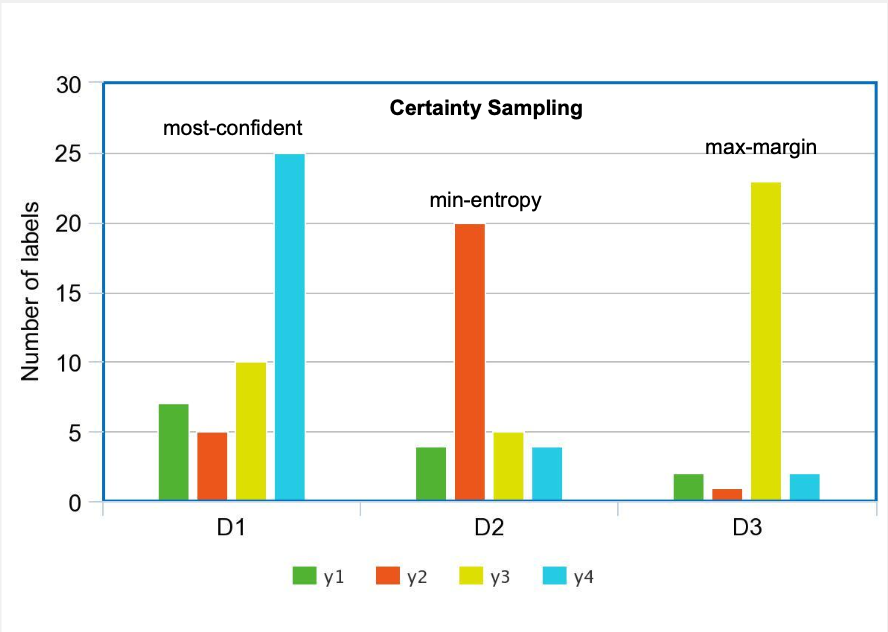 Certainty Sampling
most-confident
max-margin
min-entropy
Number of labels
30
25
20
15
10
5
0
D1 D2 D3
y1 y2 y3 y4